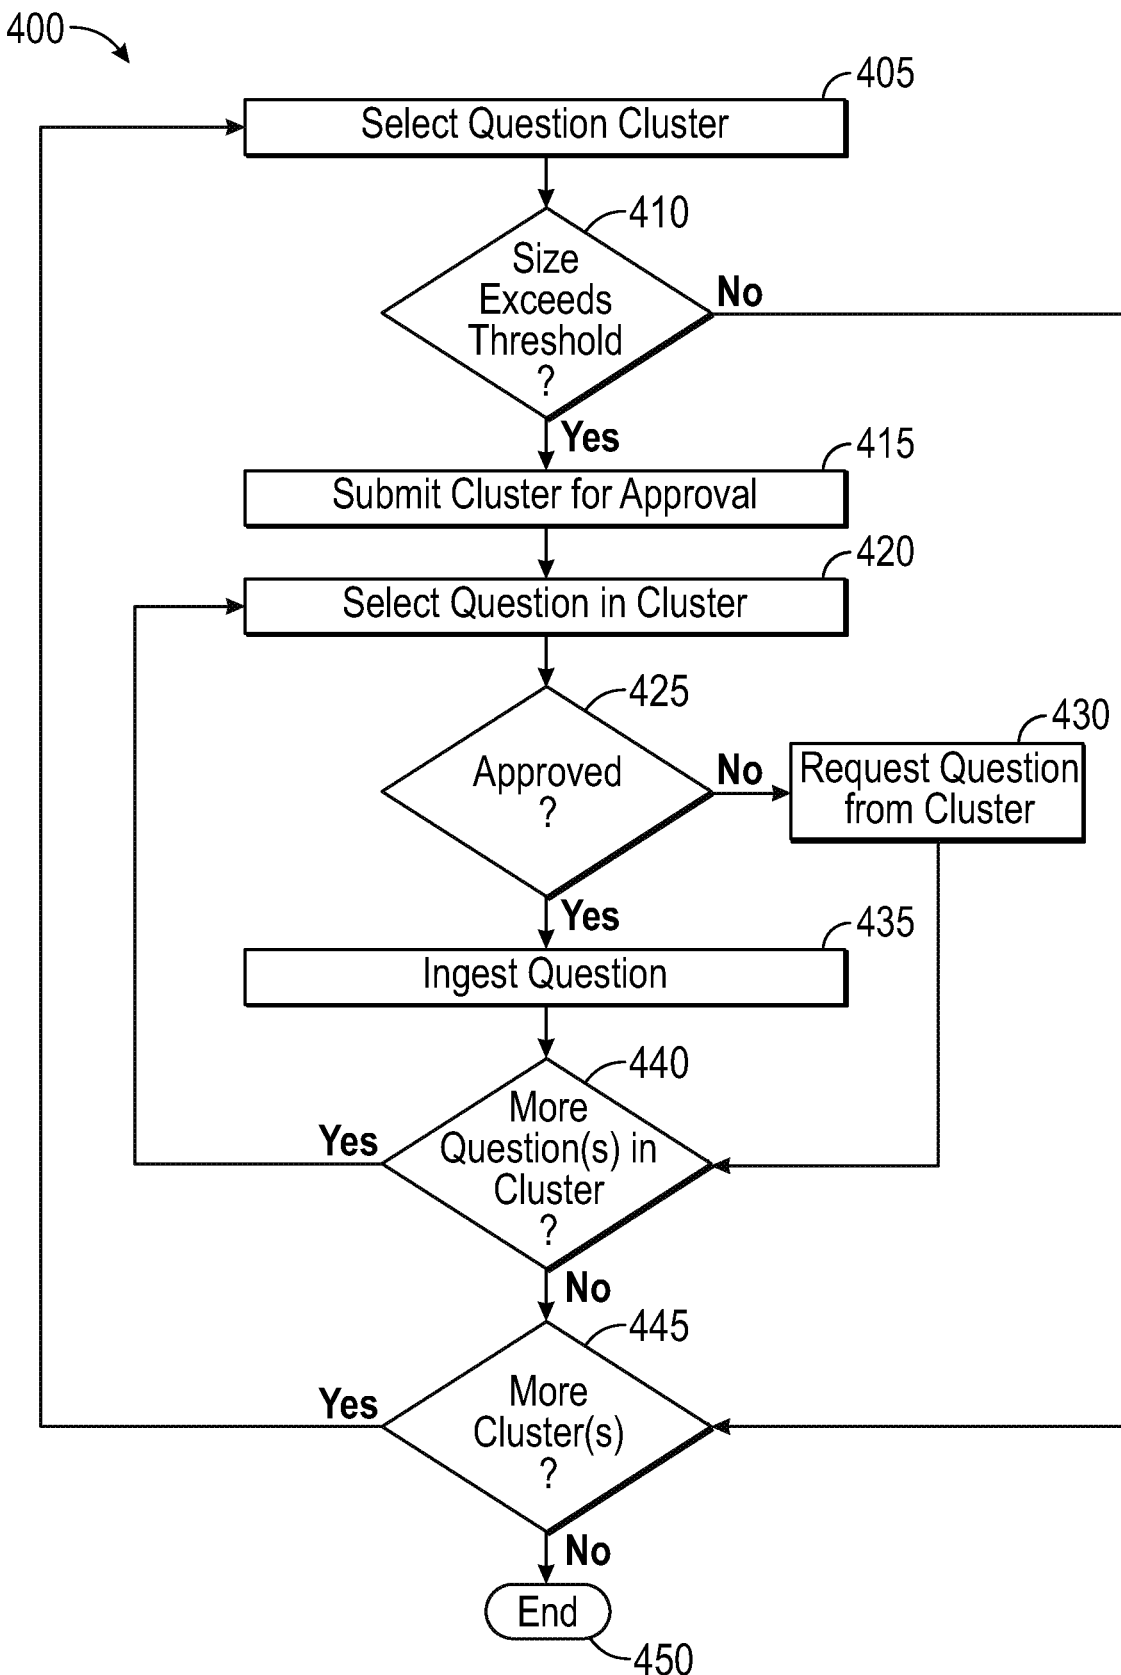 400
405
Select Question Cluster
410
Size
Exceeds
Threshold
?
No
Yes
415
Submit Cluster for Approval
420
Select Question in Cluster
425
Approved
?
No
430
Request Question
from Cluster
Yes
435
Ingest Question
440
More
Question(s) in
Cluster
?
Yes
No
445
More
Cluster(s)
?
Yes
No
End
450